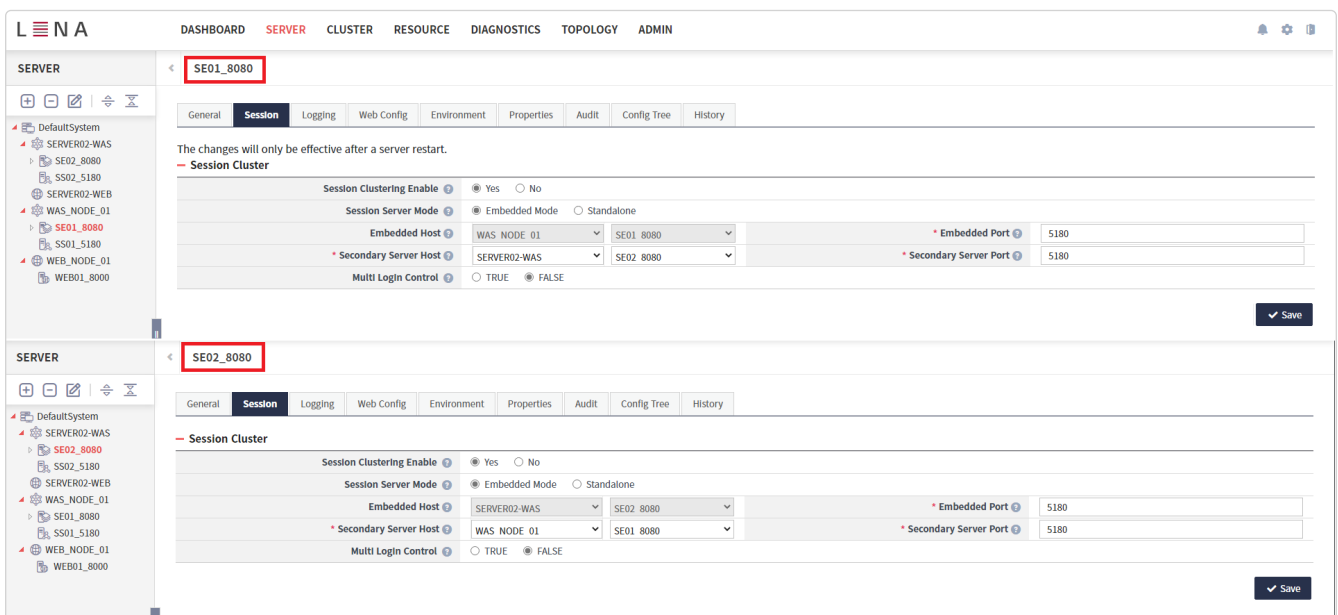 LENA DASHBOARD SERVER CLUSTER RESOURCE DIAGNOSTICS TOPOLOGY ADMIN
SERVER
SE01_8080
General Session Logging Web Config Environment Properties Audit Config Tree History
DefaultSystem
SERVER02-WAS
SE02_8080
SS02_5180
SERVER02-WEB
WAS_NODE_01
SE01_8080
SS01_5180
WEB_NODE_01
WEB01_8000
The changes will only be effective after a server restart.
Session Cluster
Session Clustering Enable ? Yes No
Session Server Mode ? Embedded Mode Standalone
Embedded Host ? WAS_NODE_01 SE01_8080 * Embedded Port ? 5180
* Secondary Server Host ? SERVER02-WAS SE02_8080 * Secondary Server Port ? 5180
Multi Login Control ? TRUE FALSE
Save
SERVER
SE02_8080
General Session Logging Web Config Environment Properties Audit Config Tree History
DefaultSystem
SERVER02-WAS
SE02_8080
SS02_5180
SERVER02-WEB
WAS_NODE_01
SE01_8080
SS01_5180
WEB_NODE_01
WEB01_8000
Session Cluster
Session Clustering Enable ? Yes No
Session Server Mode ? Embedded Mode Standalone
Embedded Host ? SERVER02-WAS SE02_8080 * Embedded Port ? 5180
* Secondary Server Host ? WAS_NODE_01 SE01_8080 * Secondary Server Port ? 5180
Multi Login Control ? TRUE FALSE
Save